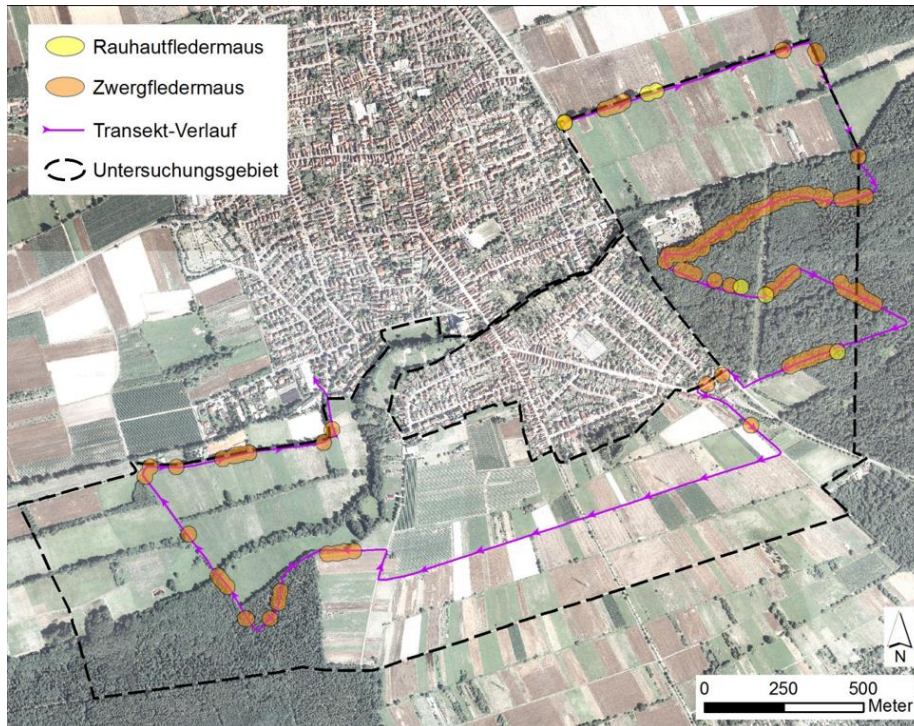 Rauhautfledermaus
Zwergfledermaus
Transekt-Verlauf
Untersuchungsgebiet
N
0 250 500
Meter